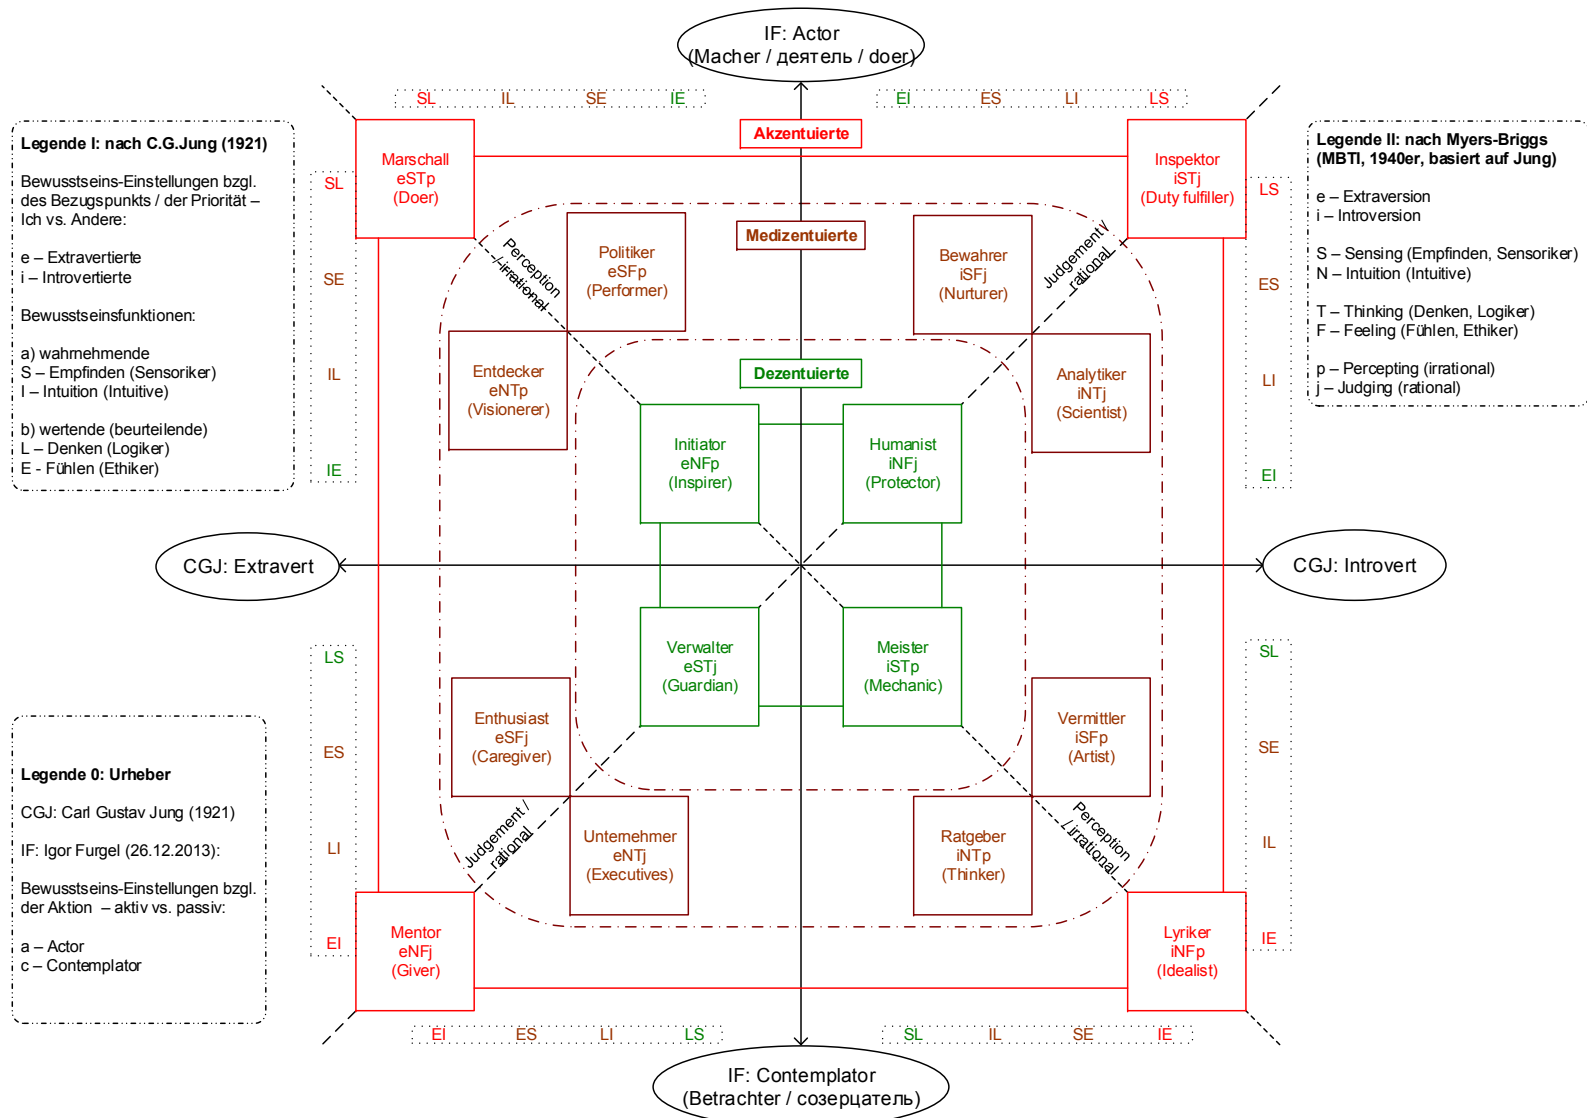 IF: Actor
(Macher / деятель / doer)
SL IL SE IE
EI ES LI LS
Akzentuierte
Medizentuierte
Dezentuierte
Legende I: nach C.G.Jung (1921)
Bewusstseins-Einstellungen bzgl.
des Bezugspunkts / der Priorität –
Ich vs. Andere:
e – Extravertierte
i – Introvertierte
Bewusstseinsfunktionen:
a) wahrnehmende
S – Empfinden (Sensoriker)
I – Intuition (Intuitive)
b) wertende (beurteilende)
L – Denken (Logiker)
E - Fühlen (Ethiker)
SL
SE
IL
IE
Marschall
eSTp
(Doer)
Perception
/ irrational
Politiker
eSFp
(Performer)
Entdecker
eNTp
(Visionerer)
Initiator
eNFp
(Inspirer)
Inspektor
iSTj
(Duty fulfiller)
Judgement /
rational
Bewahrer
iSFj
(Nurturer)
Analytiker
iNTj
(Scientist)
Humanist
iNFj
(Protector)
LS
ES
LI
EI
Legende II: nach Myers-Briggs
(MBTI, 1940er, basiert auf Jung)
e – Extraversion
i – Introversion
S – Sensing (Empfinden, Sensoriker)
N – Intuition (Intuitive)
T – Thinking (Denken, Logiker)
F – Feeling (Fühlen, Ethiker)
p – Percepting (irrational)
j – Judging (rational)
CGJ: Extravert
CGJ: Introvert
LS
ES
LI
EI
Verwalter
eSTj
(Guardian)
Enthusiast
eSFj
(Caregiver)
Unternehmer
eNTj
(Executives)
Judgement /
rational
Mentor
eNFj
(Giver)
Meister
iSTp
(Mechanic)
Vermittler
iSFp
(Artist)
Ratgeber
iNTp
(Thinker)
Perception
/ irrational
Lyriker
iNFp
(Idealist)
SL
SE
IL
IE
Legende 0: Urheber
CGJ: Carl Gustav Jung (1921)
IF: Igor Furgel (26.12.2013):
Bewusstseins-Einstellungen bzgl.
der Aktion – aktiv vs. passiv:
a – Actor
c – Contemplator
EI ES LI LS
SL IL SE IE
IF: Contemplator
(Betrachter / созерцатель)